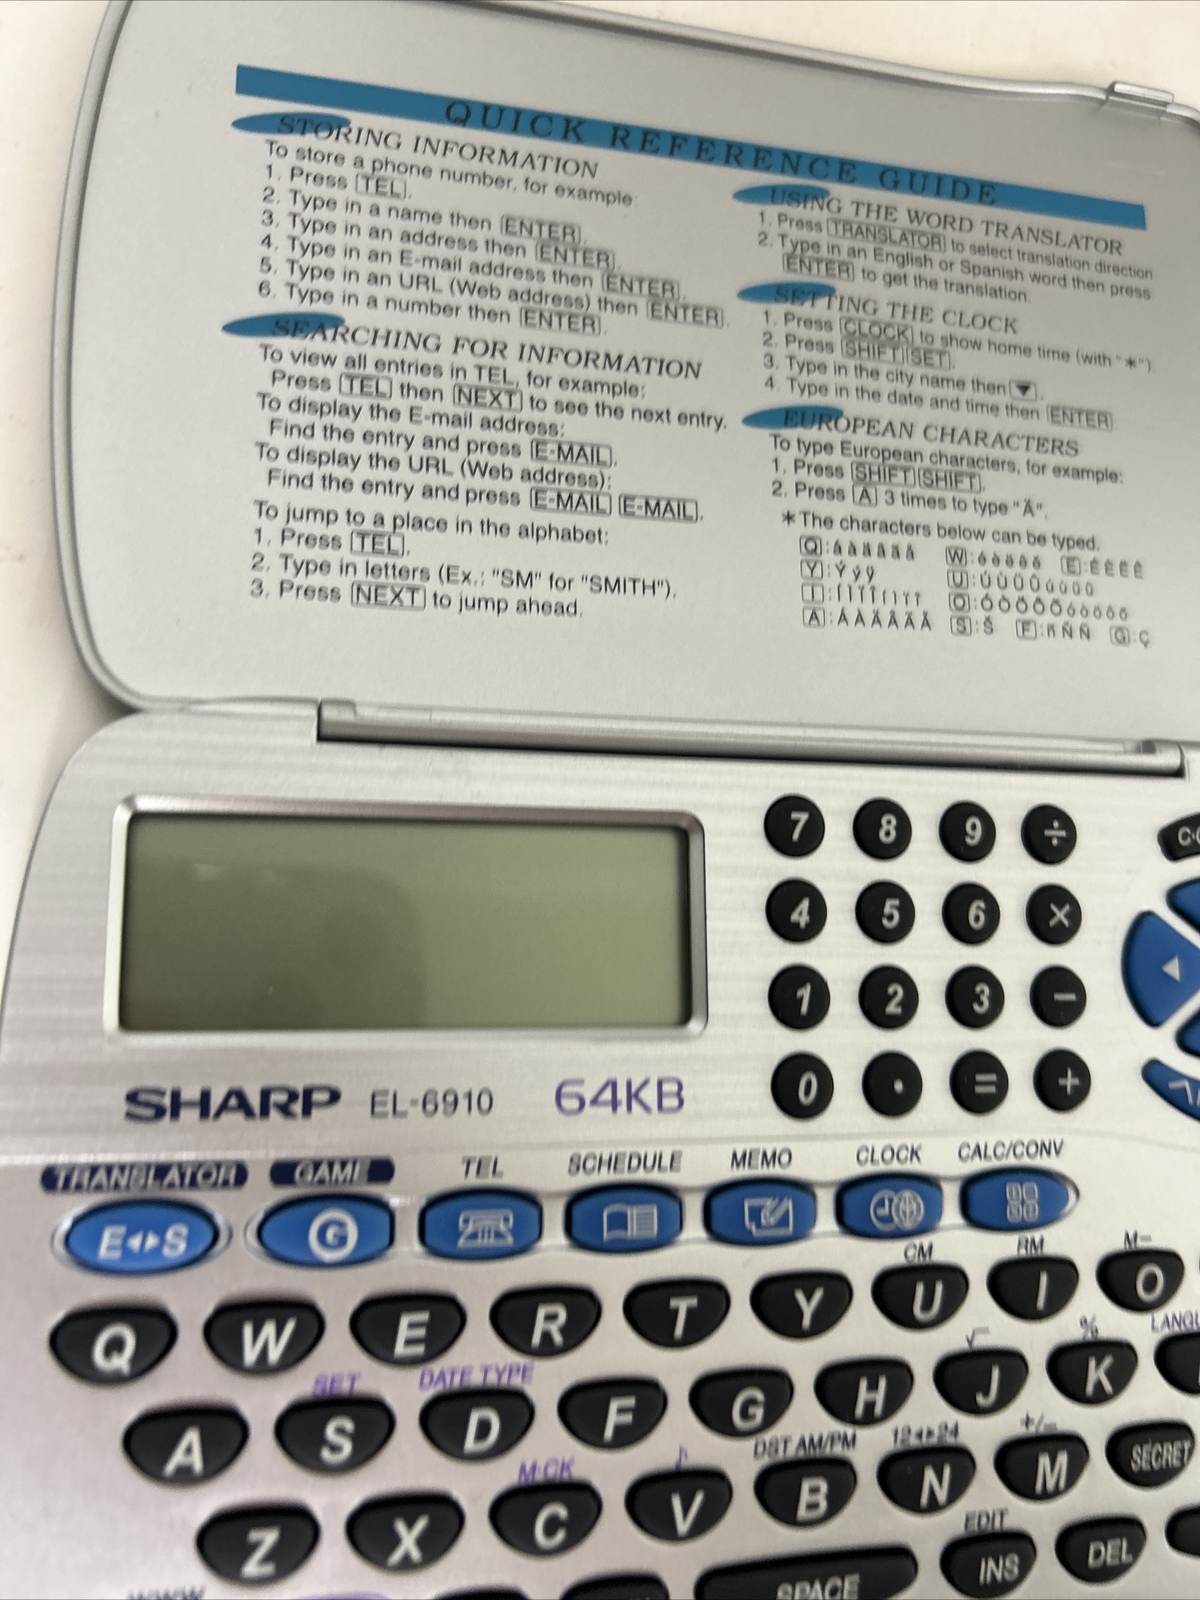 QUICK REFERENCE GUIDE
STORING INFORMATION
To store a phone number, for example:
1. Press TEL.
2. Type in a name then ENTER.
3. Type in an address then ENTER.
4. Type in an E-mail address then ENTER.
5. Type in an URL (Web address) then ENTER.
6. Type in a number then ENTER.
SEARCHING FOR INFORMATION
To view all entries in TEL, for example:
Press TEL then NEXT to see the next entry.
To display the E-mail address:
Find the entry and press E-MAIL.
To display the URL (Web address):
Find the entry and press E-MAIL E-MAIL.
To jump to a place in the alphabet:
1. Press TEL.
2. Type in letters (Ex.: "SM" for "SMITH").
3. Press NEXT to jump ahead.
USING THE WORD TRANSLATOR
1. Press TRANSLATOR to select translation direction
2. Type in an English or Spanish word then press
ENTER to get the translation.
SETTING THE CLOCK
1. Press CLOCK to show home time (with "*")
2. Press SHIFT SET.
3. Type in the city name then ▼.
4. Type in the date and time then ENTER
EUROPEAN CHARACTERS
To type European characters, for example:
1. Press SHIFT SHIFT.
2. Press A 3 times to type "Ä".
*The characters below can be typed.
7 8 9 ÷
4 5 6 ×
1 2 3 −
0 . = +
SHARP EL-6910 64KB
TRANSLATOR GAME TEL SCHEDULE MEMO CLOCK CALC/CONV
E◄►S G
CM RM M−
Q W E R T Y U I O
SET DATE TYPE √ %
A S D F G H J K
M-CK ♪ DST AM/PM 12◄►24 +/−
Z X C V B N M SECRET
EDIT
SPACE INS DEL